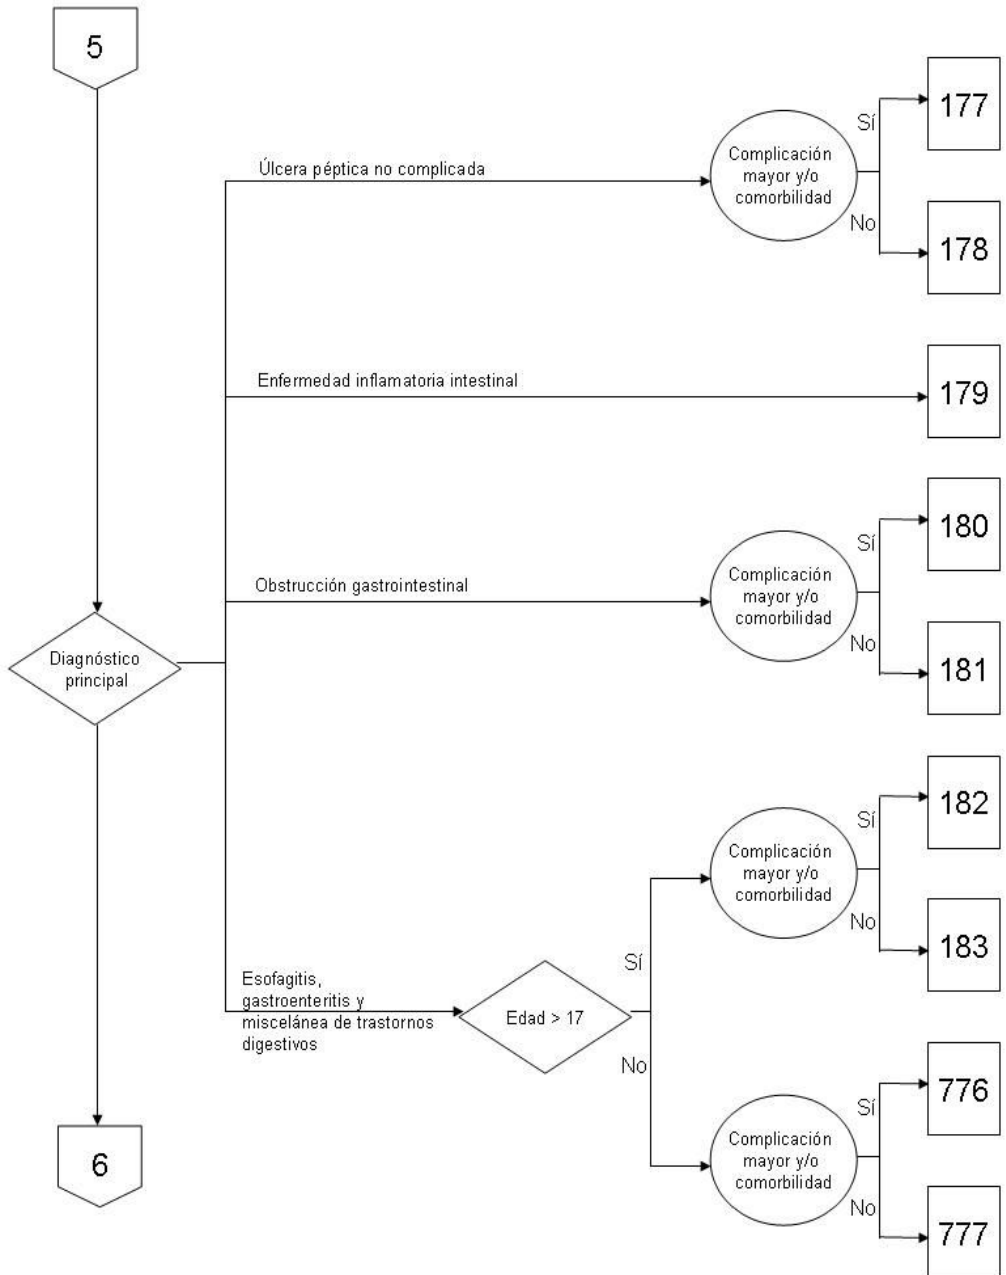 5
177
Sí
Complicación
mayor y/o
comorbilidad
Úlcera péptica no complicada
No
178
Enfermedad inflamatoria intestinal
179
180
Sí
Complicación
mayor y/o
comorbilidad
Obstrucción gastrointestinal
No
181
Diagnóstico
principal
182
Sí
Complicación
mayor y/o
comorbilidad
No
183
Sí
Esofagitis,
gastroenteritis y
miscelánea de trastornos
digestivos
Edad > 17
No
776
Sí
Complicación
mayor y/o
comorbilidad
6
No
777